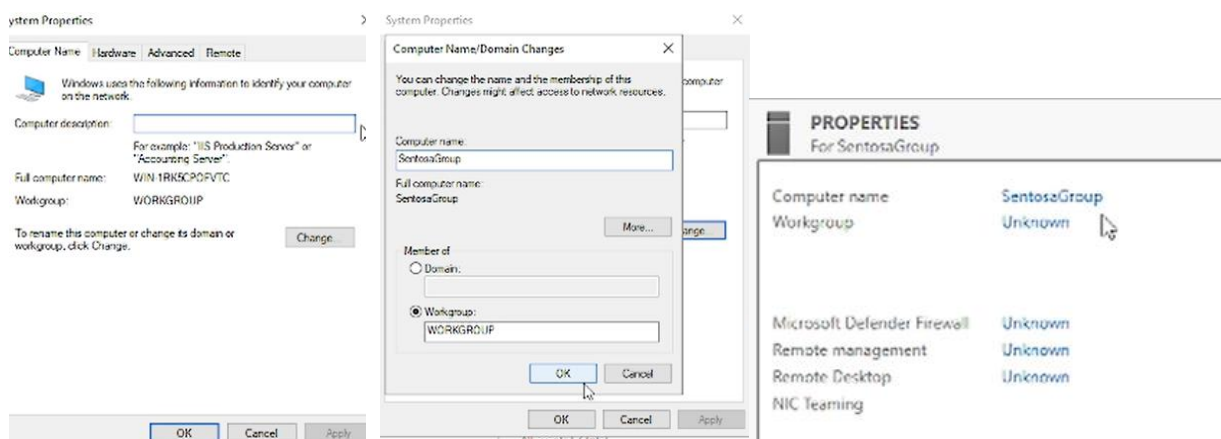 ystem Properties
Computer Name Hardware Advanced Remote
Windows uses the following information to identify your computer
on the network.
Computer description:
For example: "IIS Production Server" or
"Accounting Server".
Full computer name: WIN-1RK5CPOFVTC
Workgroup: WORKGROUP
To rename this computer or change its domain or
workgroup, click Change.
Change...
OK Cancel Apply
System Properties
Computer Name/Domain Changes
You can change the name and the membership of this
computer. Changes might affect access to network resources.
computer
Computer name:
SentosaGroup
Full computer name:
SentosaGroup
More...
ange...
Member of
Domain:
Workgroup:
WORKGROUP
OK Cancel
OK Cancel Apply
PROPERTIES
For SentosaGroup
Computer name SentosaGroup
Workgroup Unknown
Microsoft Defender Firewall Unknown
Remote management Unknown
Remote Desktop Unknown
NIC Teaming